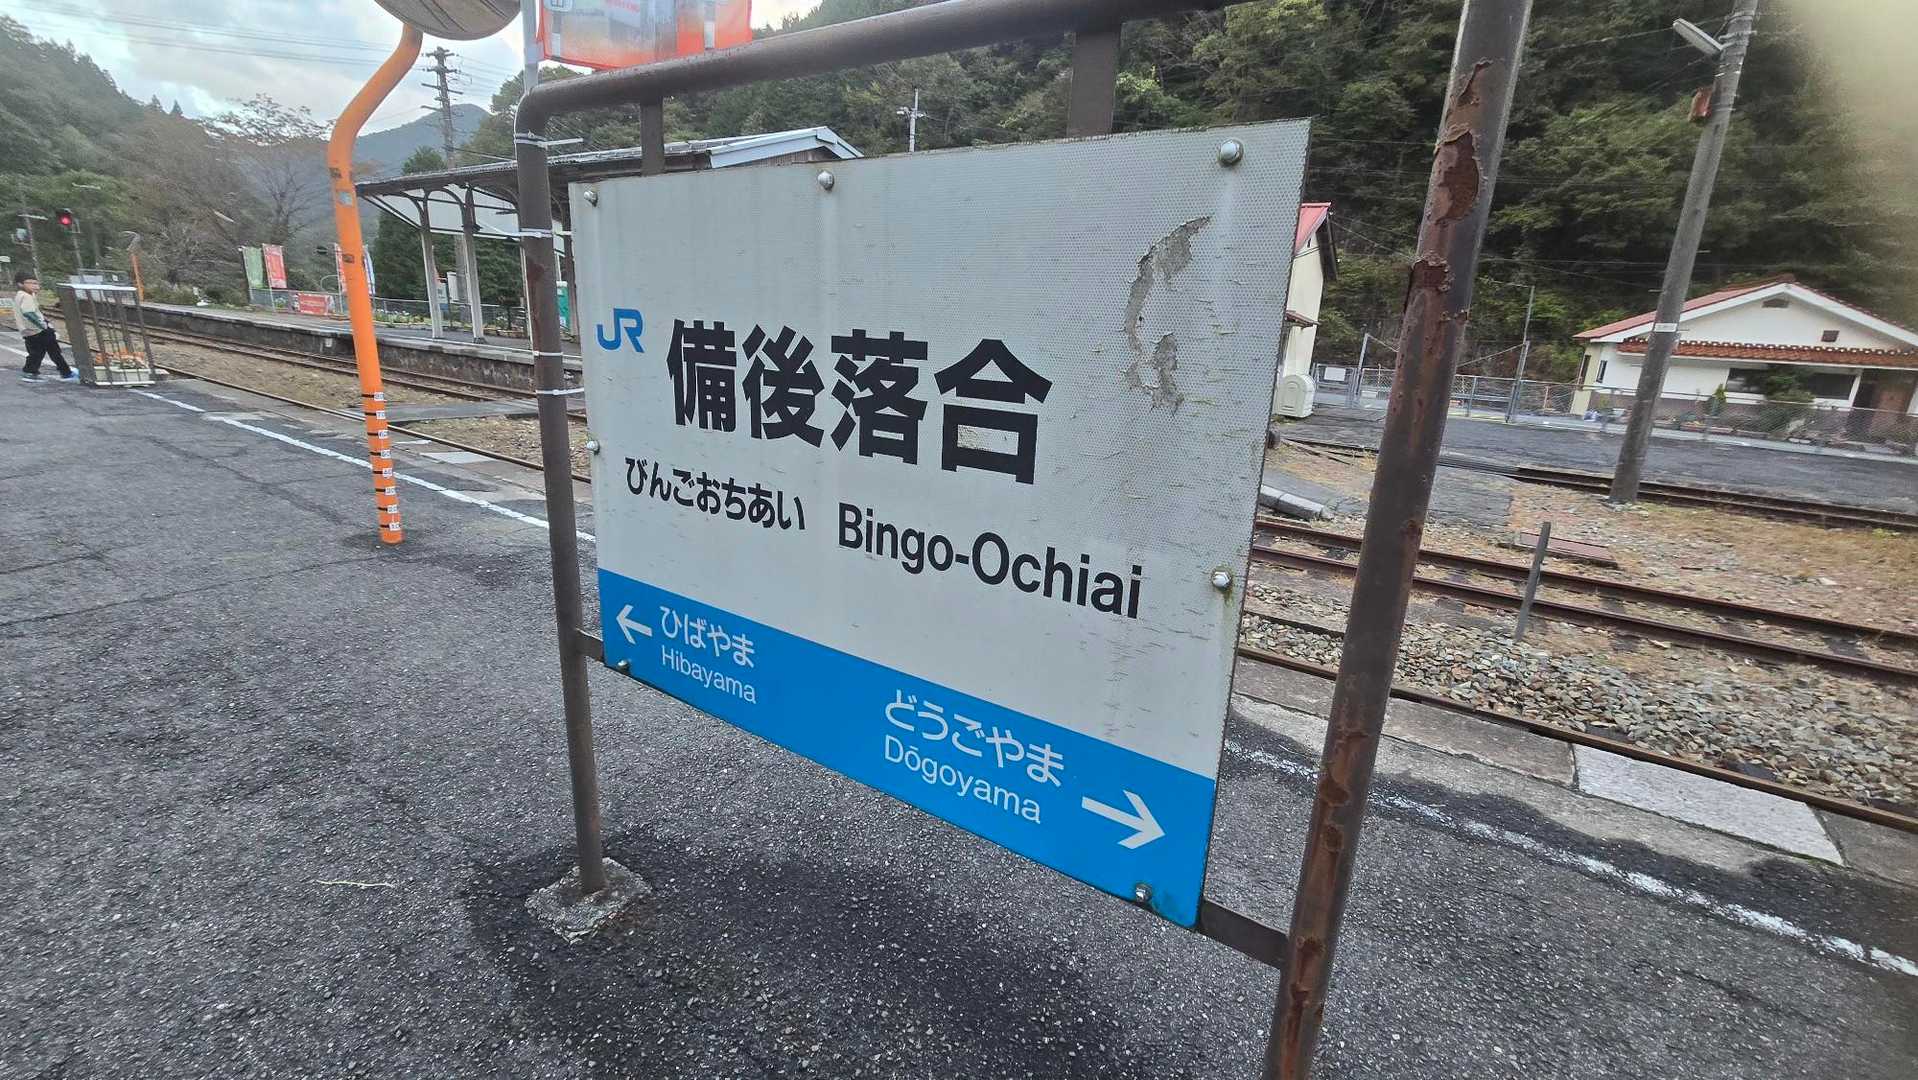 JR 備後落合
びんごおちあい Bingo-Ochiai
← ひばやま
Hibayama
どうごやま →
Dōgoyama